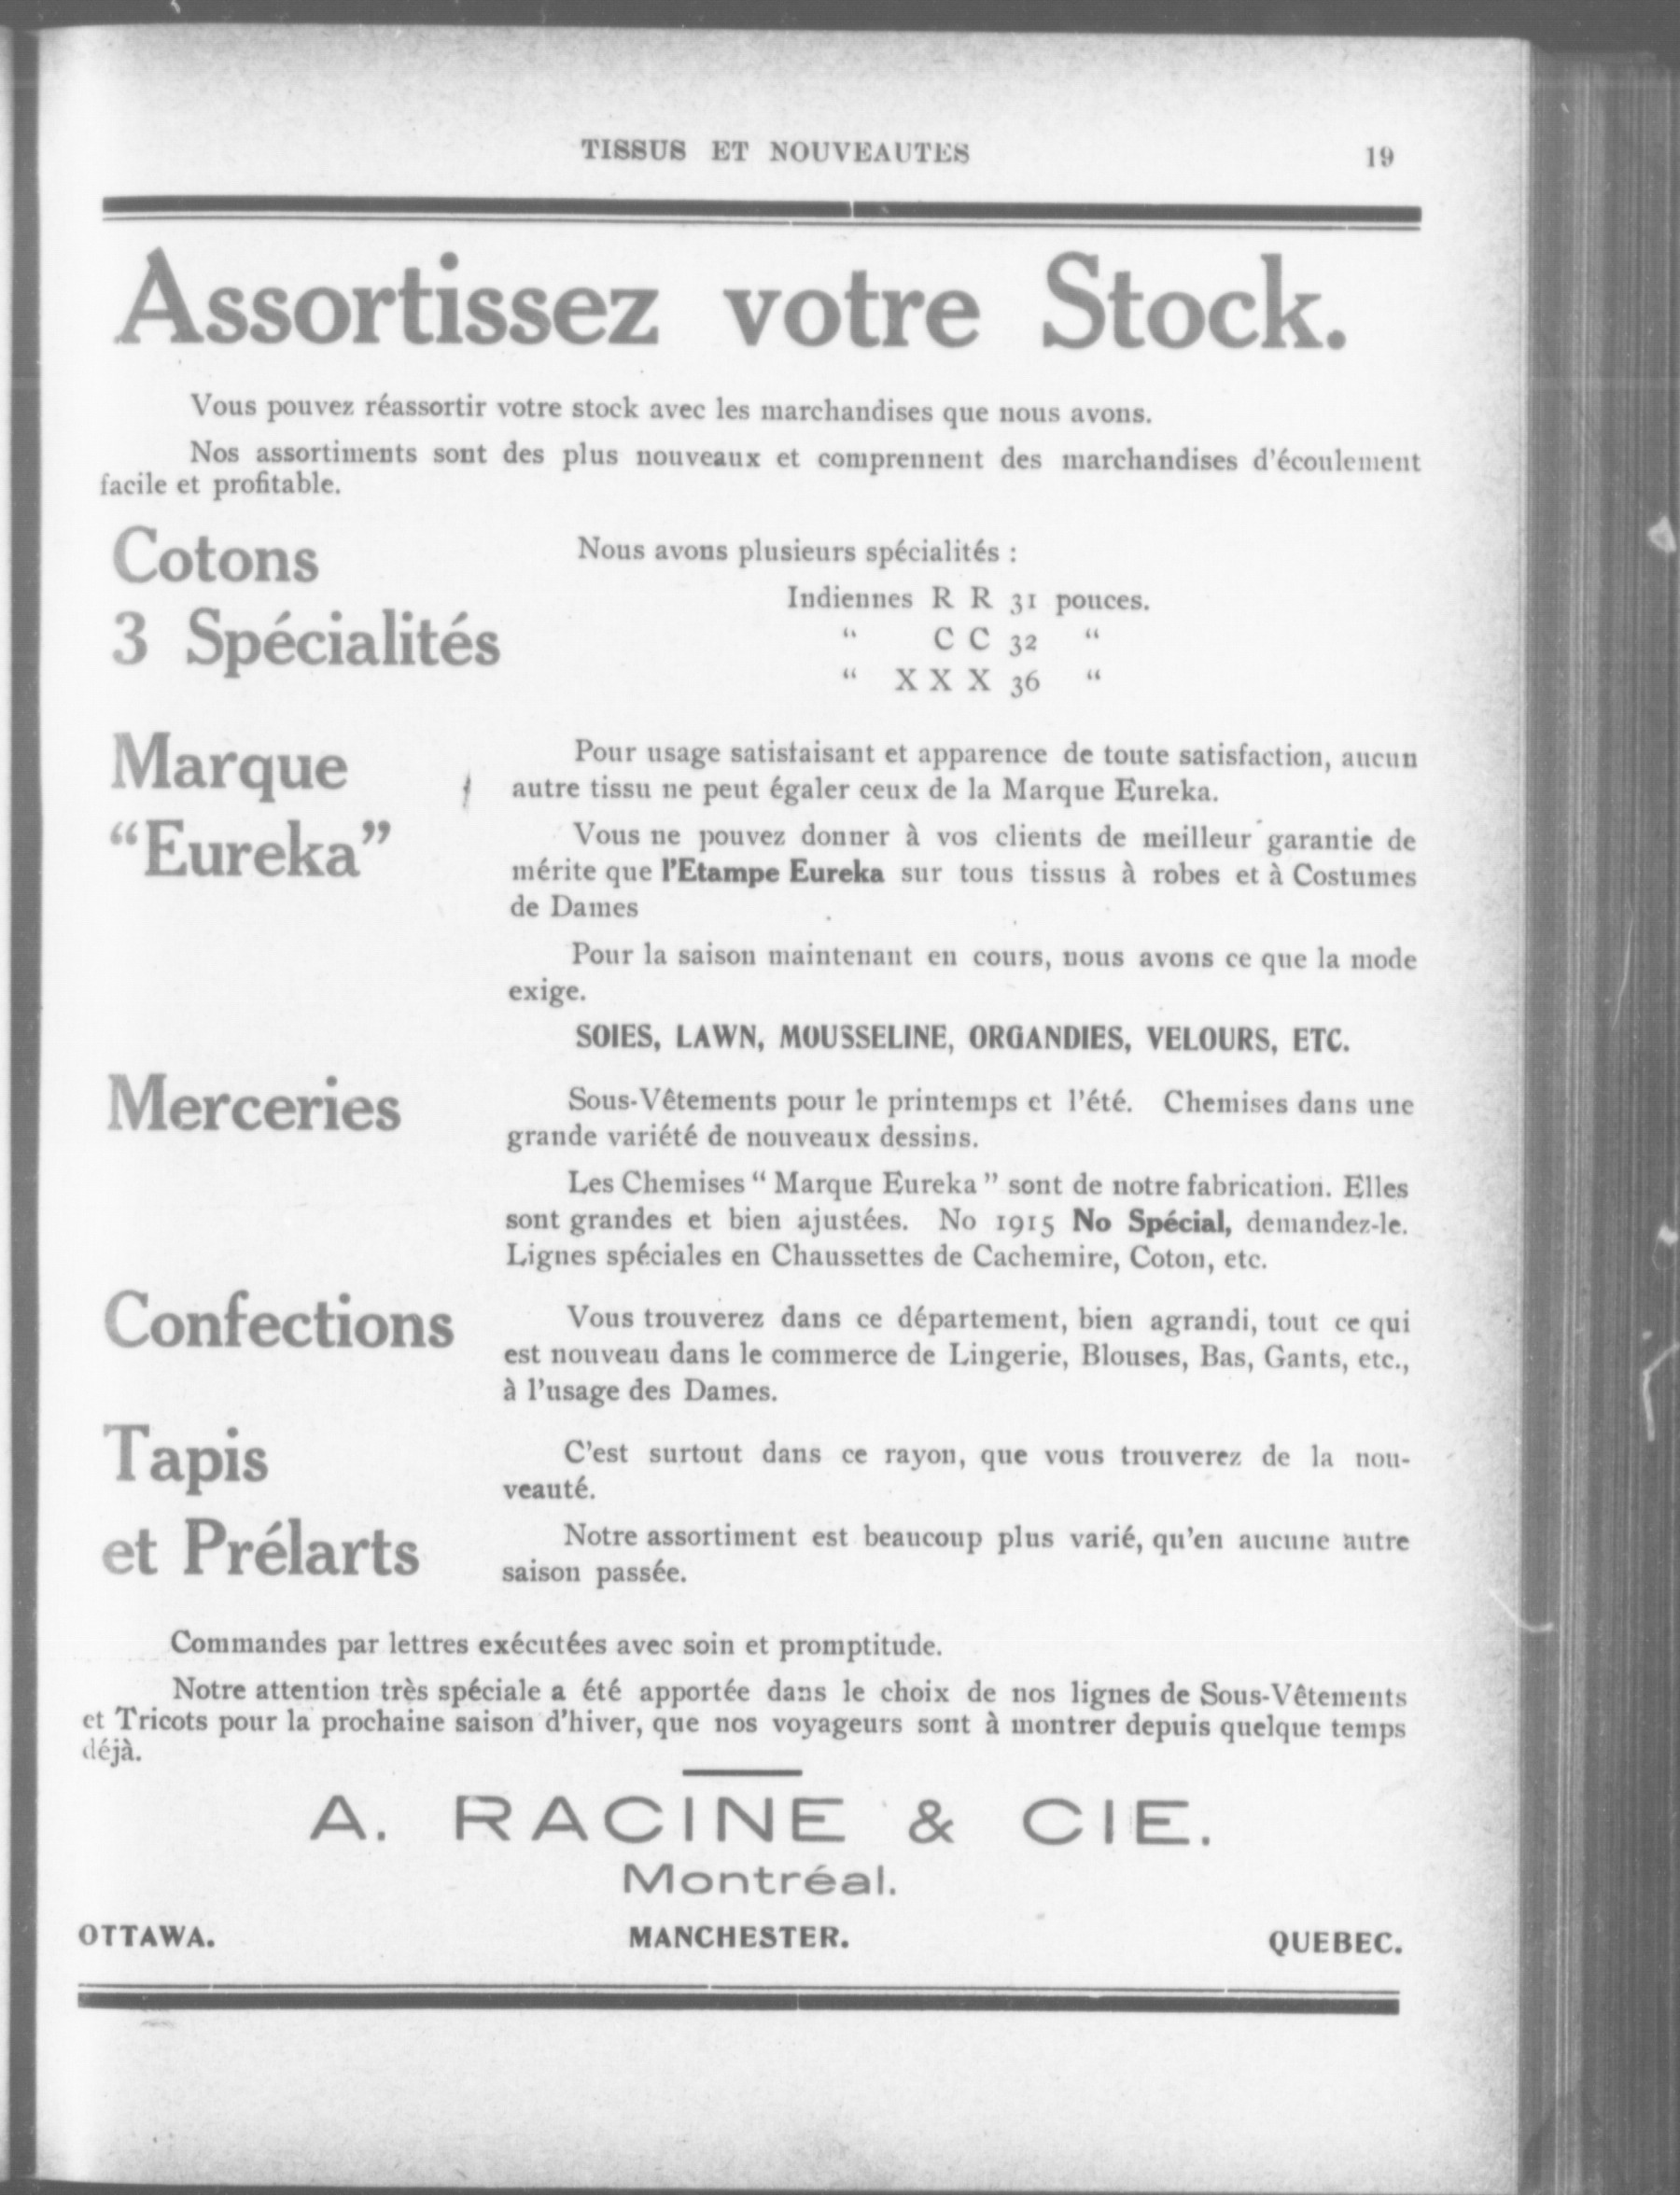 TISSUS ET NOUVEAUTES 19
Assortissez votre Stock.
Vous pouvez réassortir votre stock avec les marchandises que nous avons.
Nos assortiments sont des plus nouveaux et comprennent des marchandises d'écoulement
facile et profitable.
Cotons
3 Spécialités
Nous avons plusieurs spécialités :
Indiennes R R 31 pouces.
“ C C 32 “
“ X X X 36 “
Marque
“Eureka”
Pour usage satisfaisant et apparence de toute satisfaction, aucun
autre tissu ne peut égaler ceux de la Marque Eureka.
Vous ne pouvez donner à vos clients de meilleur garantie de
mérite que l'Etampe Eureka sur tous tissus à robes et à Costumes
de Dames
Pour la saison maintenant en cours, nous avons ce que la mode
exige.
SOIES, LAWN, MOUSSELINE, ORGANDIES, VELOURS, ETC.
Merceries
Sous-Vêtements pour le printemps et l'été. Chemises dans une
grande variété de nouveaux dessins.
Les Chemises “ Marque Eureka ” sont de notre fabrication. Elles
sont grandes et bien ajustées. No 1915 No Spécial, demandez-le.
Lignes spéciales en Chaussettes de Cachemire, Coton, etc.
Confections
Vous trouverez dans ce département, bien agrandi, tout ce qui
est nouveau dans le commerce de Lingerie, Blouses, Bas, Gants, etc.,
à l'usage des Dames.
Tapis
et Prélarts
C'est surtout dans ce rayon, que vous trouverez de la nou-
veauté.
Notre assortiment est beaucoup plus varié, qu'en aucune autre
saison passée.
Commandes par lettres exécutées avec soin et promptitude.
Notre attention très spéciale a été apportée dans le choix de nos lignes de Sous-Vêtements
et Tricots pour la prochaine saison d'hiver, que nos voyageurs sont à montrer depuis quelque temps
déjà.
A. RACINE & CIE.
Montréal.
OTTAWA. MANCHESTER. QUEBEC.